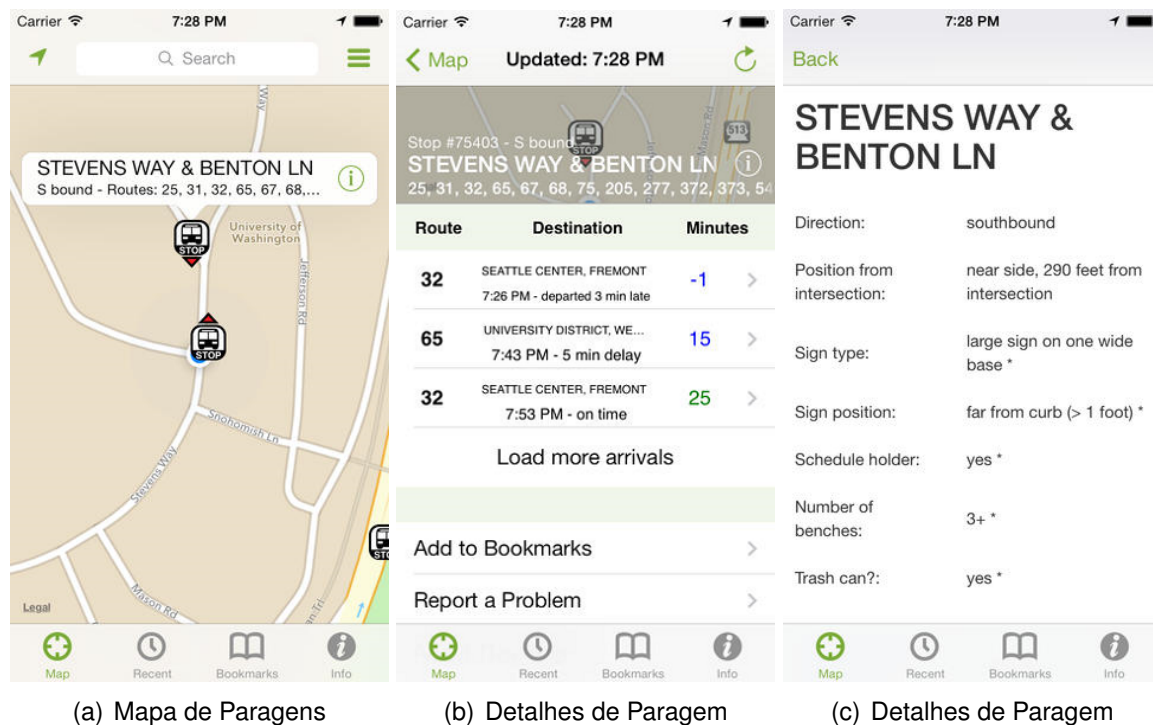 Carrier 7:28 PM
Search
Way
STEVENS WAY & BENTON LN
S bound - Routes: 25, 31, 32, 65, 67, 68,...
University of
Washington
STOP
Jefferson Rd
STOP
Snohomish Ln
Stevens Way
Mason Rd
Legal
Map Recent Bookmarks Info
(a) Mapa de Paragens
Carrier 7:28 PM
Map Updated: 7:28 PM
Mason Rd
513
Stop #75403 - S bound
STOP
STEVENS WAY & BENTON LN
25, 31, 32, 65, 67, 68, 75, 205, 277, 372, 373, 54
Route Destination Minutes
32 SEATTLE CENTER, FREMONT -1
7:26 PM - departed 3 min late
65 UNIVERSITY DISTRICT, WE... 15
7:43 PM - 5 min delay
32 SEATTLE CENTER, FREMONT 25
7:53 PM - on time
Load more arrivals
Add to Bookmarks
Report a Problem
Map Recent Bookmarks Info
(b) Detalhes de Paragem
Carrier 7:28 PM
Back
STEVENS WAY &
BENTON LN
Direction: southbound
Position from near side, 290 feet from
intersection: intersection
Sign type: large sign on one wide
base *
Sign position: far from curb (> 1 foot) *
Schedule holder: yes *
Number of
benches: 3+ *
Trash can?: yes *
Map Recent Bookmarks Info
(c) Detalhes de Paragem